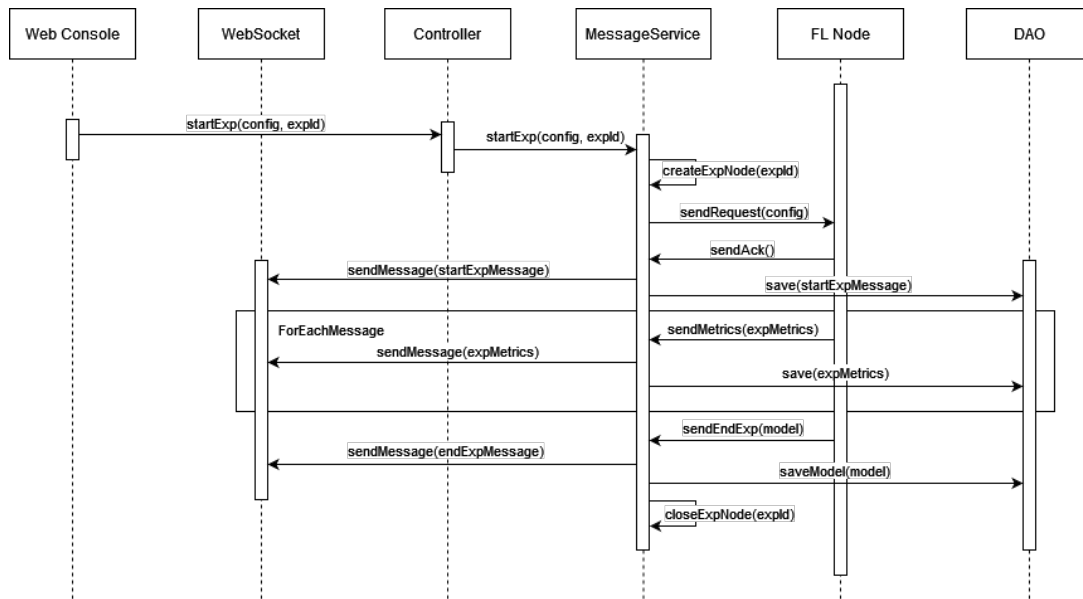 Web Console
WebSocket
Controller
MessageService
FL Node
DAO
startExp(config, expId)
startExp(config, expId)
createExpNode(expId)
sendRequest(config)
sendAck()
sendMessage(startExpMessage)
save(startExpMessage)
ForEachMessage
sendMetrics(expMetrics)
sendMessage(expMetrics)
save(expMetrics)
sendEndExp(model)
sendMessage(endExpMessage)
saveModel(model)
closeExpNode(expId)